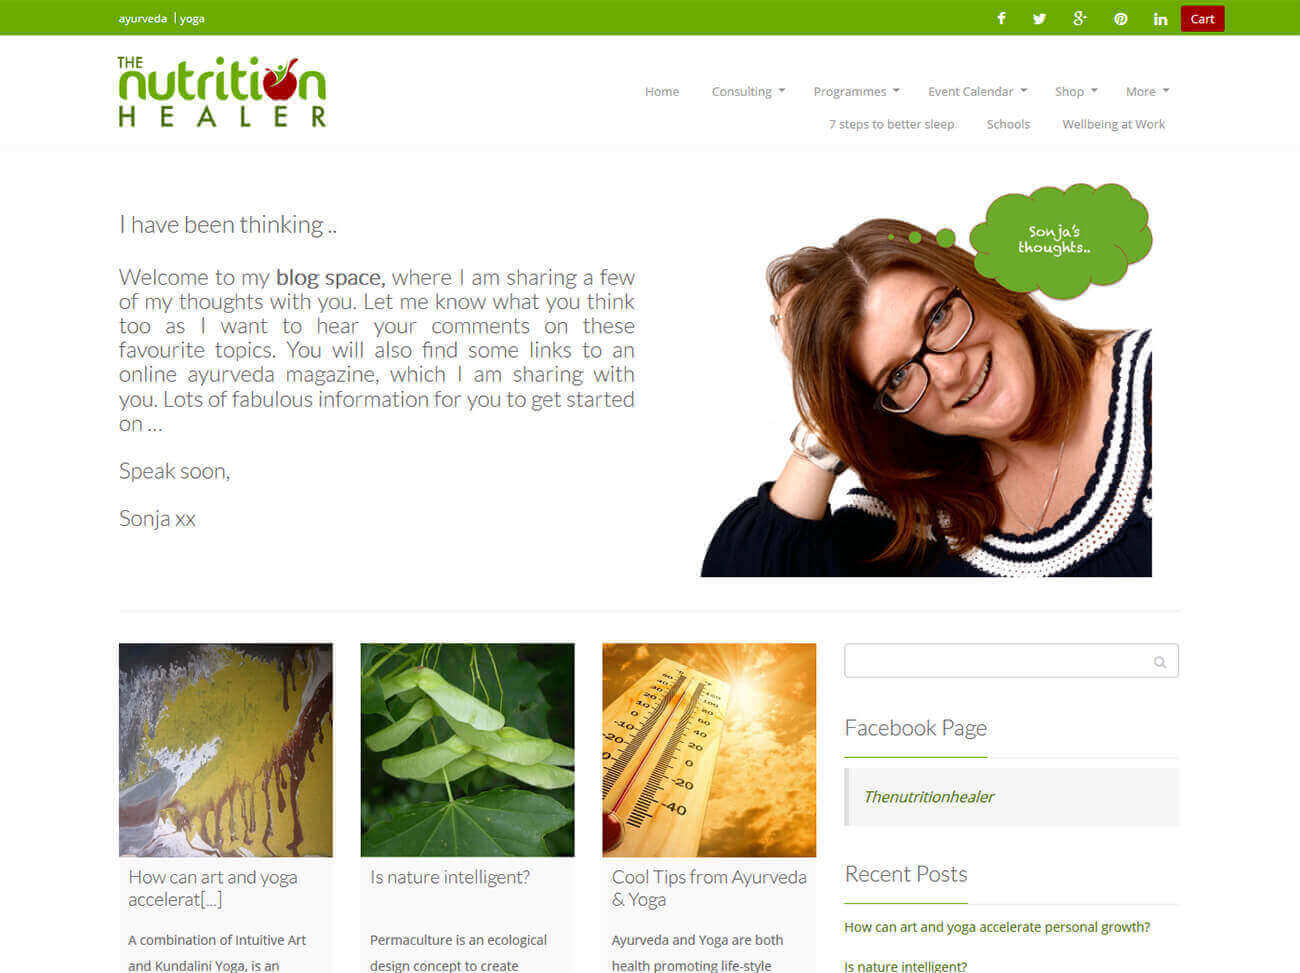 ayurveda | yoga
Cart
THE
nutrition
HEALER
Home Consulting Programmes Event Calendar Shop More
7 steps to better sleep Schools Wellbeing at Work
I have been thinking ..
Sonja's
thoughts..
Welcome to my blog space, where I am sharing a few
of my thoughts with you. Let me know what you think
too as I want to hear your comments on these
favourite topics. You will also find some links to an
online ayurveda magazine, which I am sharing with
you. Lots of fabulous information for you to get started
on ...
Speak soon,
Sonja xx
Facebook Page
Thenutritionhealer
Recent Posts
How can art and yoga accelerate personal growth?
Is nature intelligent?
How can art and yoga
accelerat[...]
A combination of Intuitive Art
and Kundalini Yoga, is an
Is nature intelligent?
Permaculture is an ecological
design concept to create
Cool Tips from Ayurveda
& Yoga
Ayurveda and Yoga are both
health promoting life-style